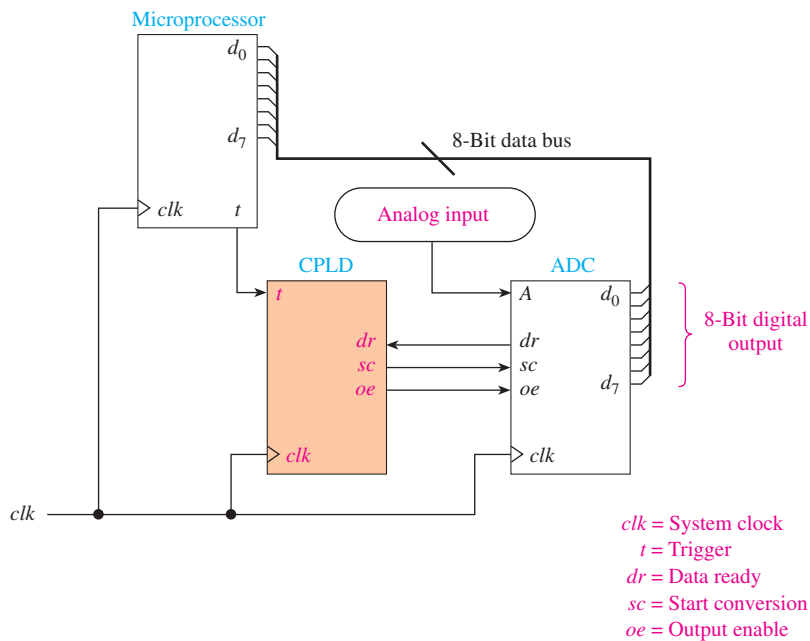 Microprocessor
d0
d7
8-Bit data bus
clk
t
Analog input
CPLD
ADC
t
A
d0
dr
dr
8-Bit digital
output
sc
sc
oe
oe
d7
clk
clk
clk
clk = System clock
t = Trigger
dr = Data ready
sc = Start conversion
oe = Output enable